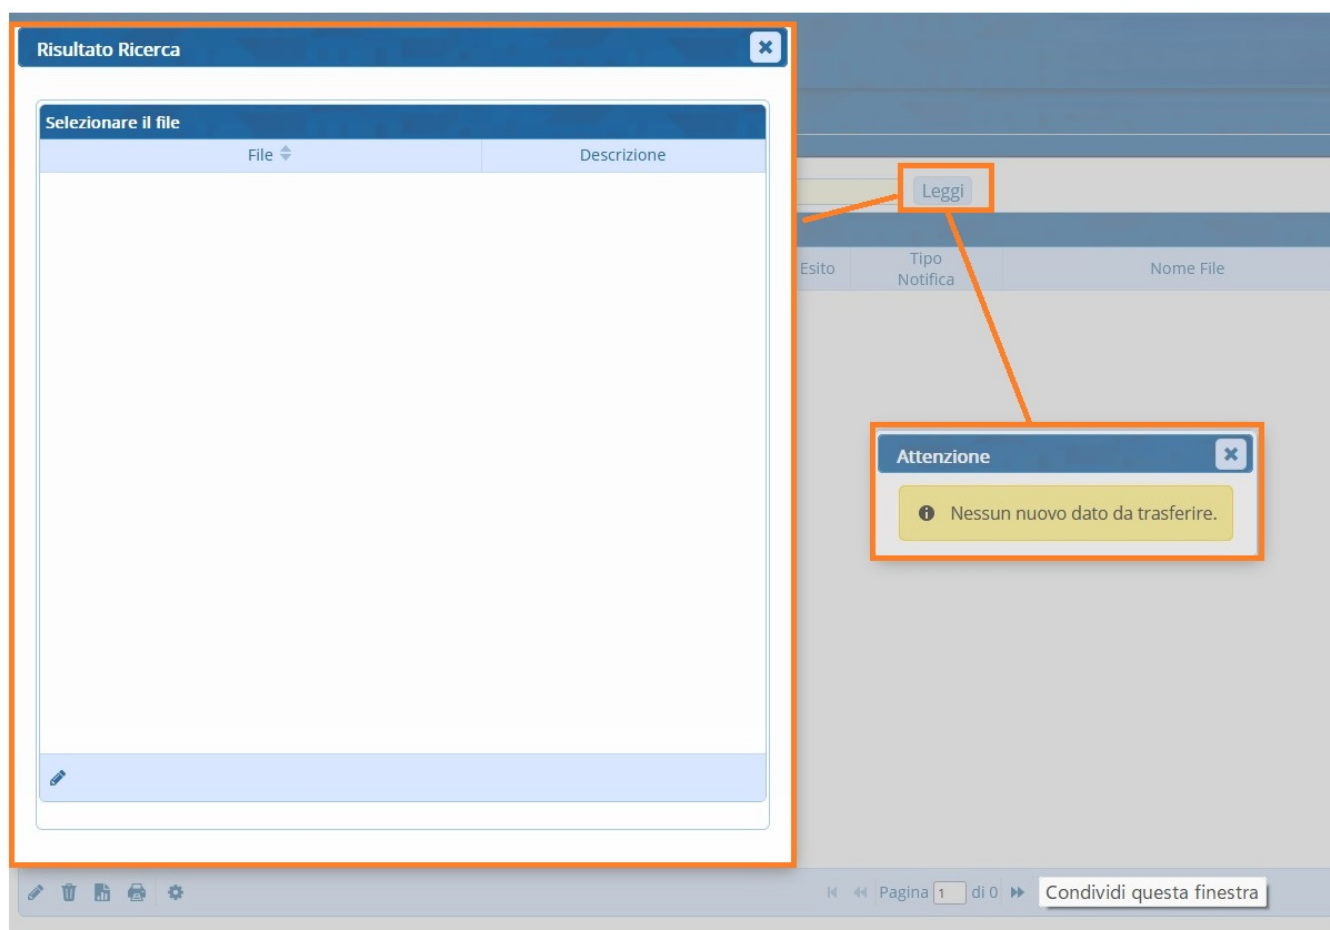 Risultato Ricerca
Selezionare il file
File
Descrizione
Leggi
Esito
Tipo
Notifica
Nome File
Attenzione
Nessun nuovo dato da trasferire.
Pagina 1 di 0
Condividi questa finestra